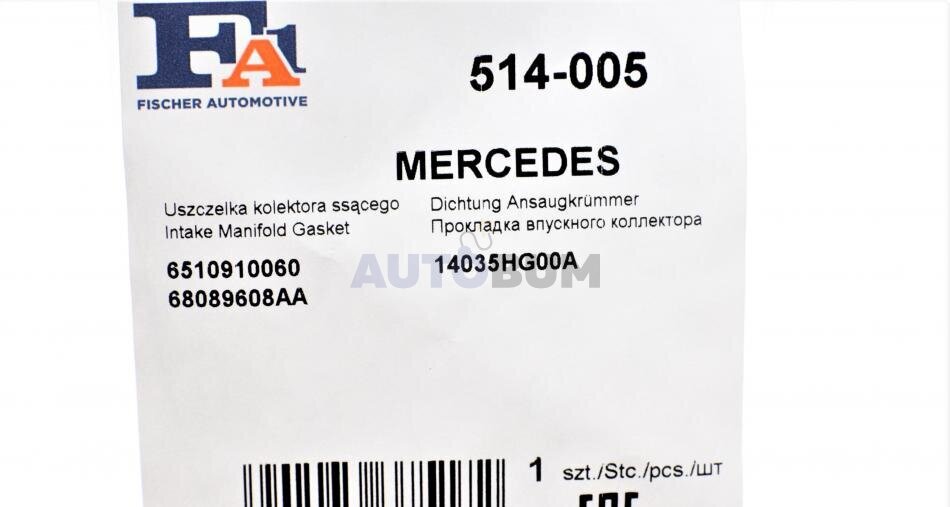 FA1
FISCHER AUTOMOTIVE
514-005
MERCEDES
Uszczelka kolektora ssącego
Intake Manifold Gasket
Dichtung Ansaugkrümmer
Прокладка впускного коллектора
6510910060
68089608AA
14035HG00A
AUTOBUM
1 szt./Stc./pcs./шт
EAC